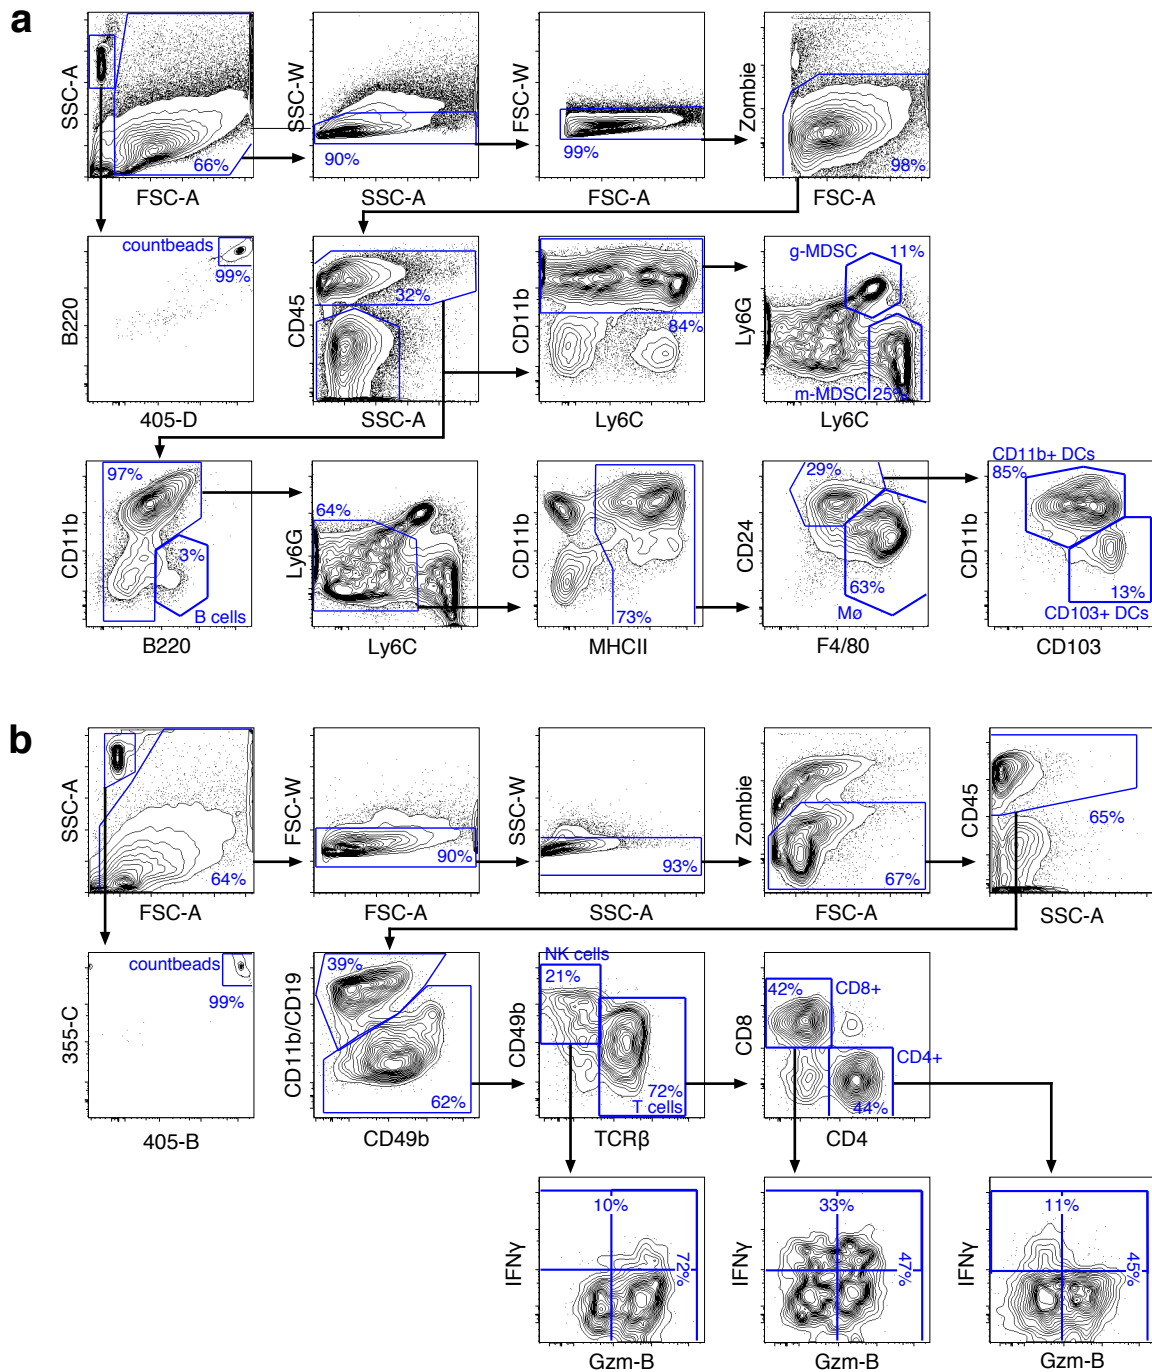 a
SSC-A
66%
FSC-A
SSC-W
90%
SSC-A
FSC-W
99%
FSC-A
Zombie
98%
FSC-A
B220
countbeads
99%
405-D
CD45
32%
SSC-A
CD11b
84%
Ly6C
Ly6G
g-MDSC 11%
m-MDSC 25%
Ly6C
CD11b
97%
3%
B cells
B220
Ly6G
64%
Ly6C
CD11b
73%
MHCII
CD24
29%
63%
Mø
F4/80
CD11b+ DCs
85%
CD11b
13%
CD103+ DCs
CD103
b
SSC-A
64%
FSC-A
FSC-W
90%
FSC-A
SSC-W
93%
SSC-A
Zombie
67%
FSC-A
CD45
65%
SSC-A
355-C
countbeads
99%
405-B
CD11b/CD19
39%
62%
CD49b
NK cells
21%
CD49b
72%
T cells
TCRβ
CD8
42%
CD8+
CD4+
44%
CD4
IFNγ
10%
72%
Gzm-B
IFNγ
33%
47%
Gzm-B
IFNγ
11%
45%
Gzm-B